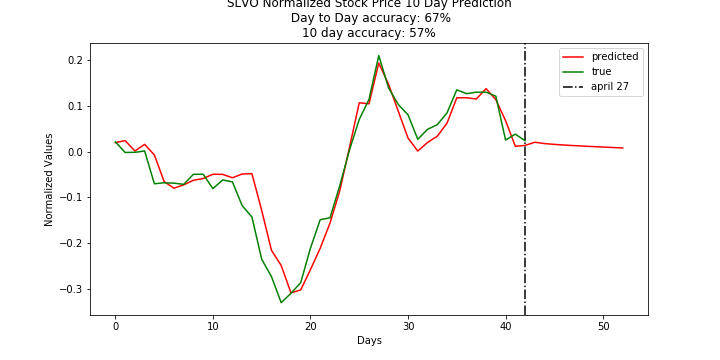 SLVO Normalized Stock Price 10 Day Prediction
Day to Day accuracy: 67%
10 day accuracy: 57%
predicted
true
april 27
0.2
0.1
0.0
−0.1
−0.2
−0.3
Normalized Values
0 10 20 30 40 50
Days